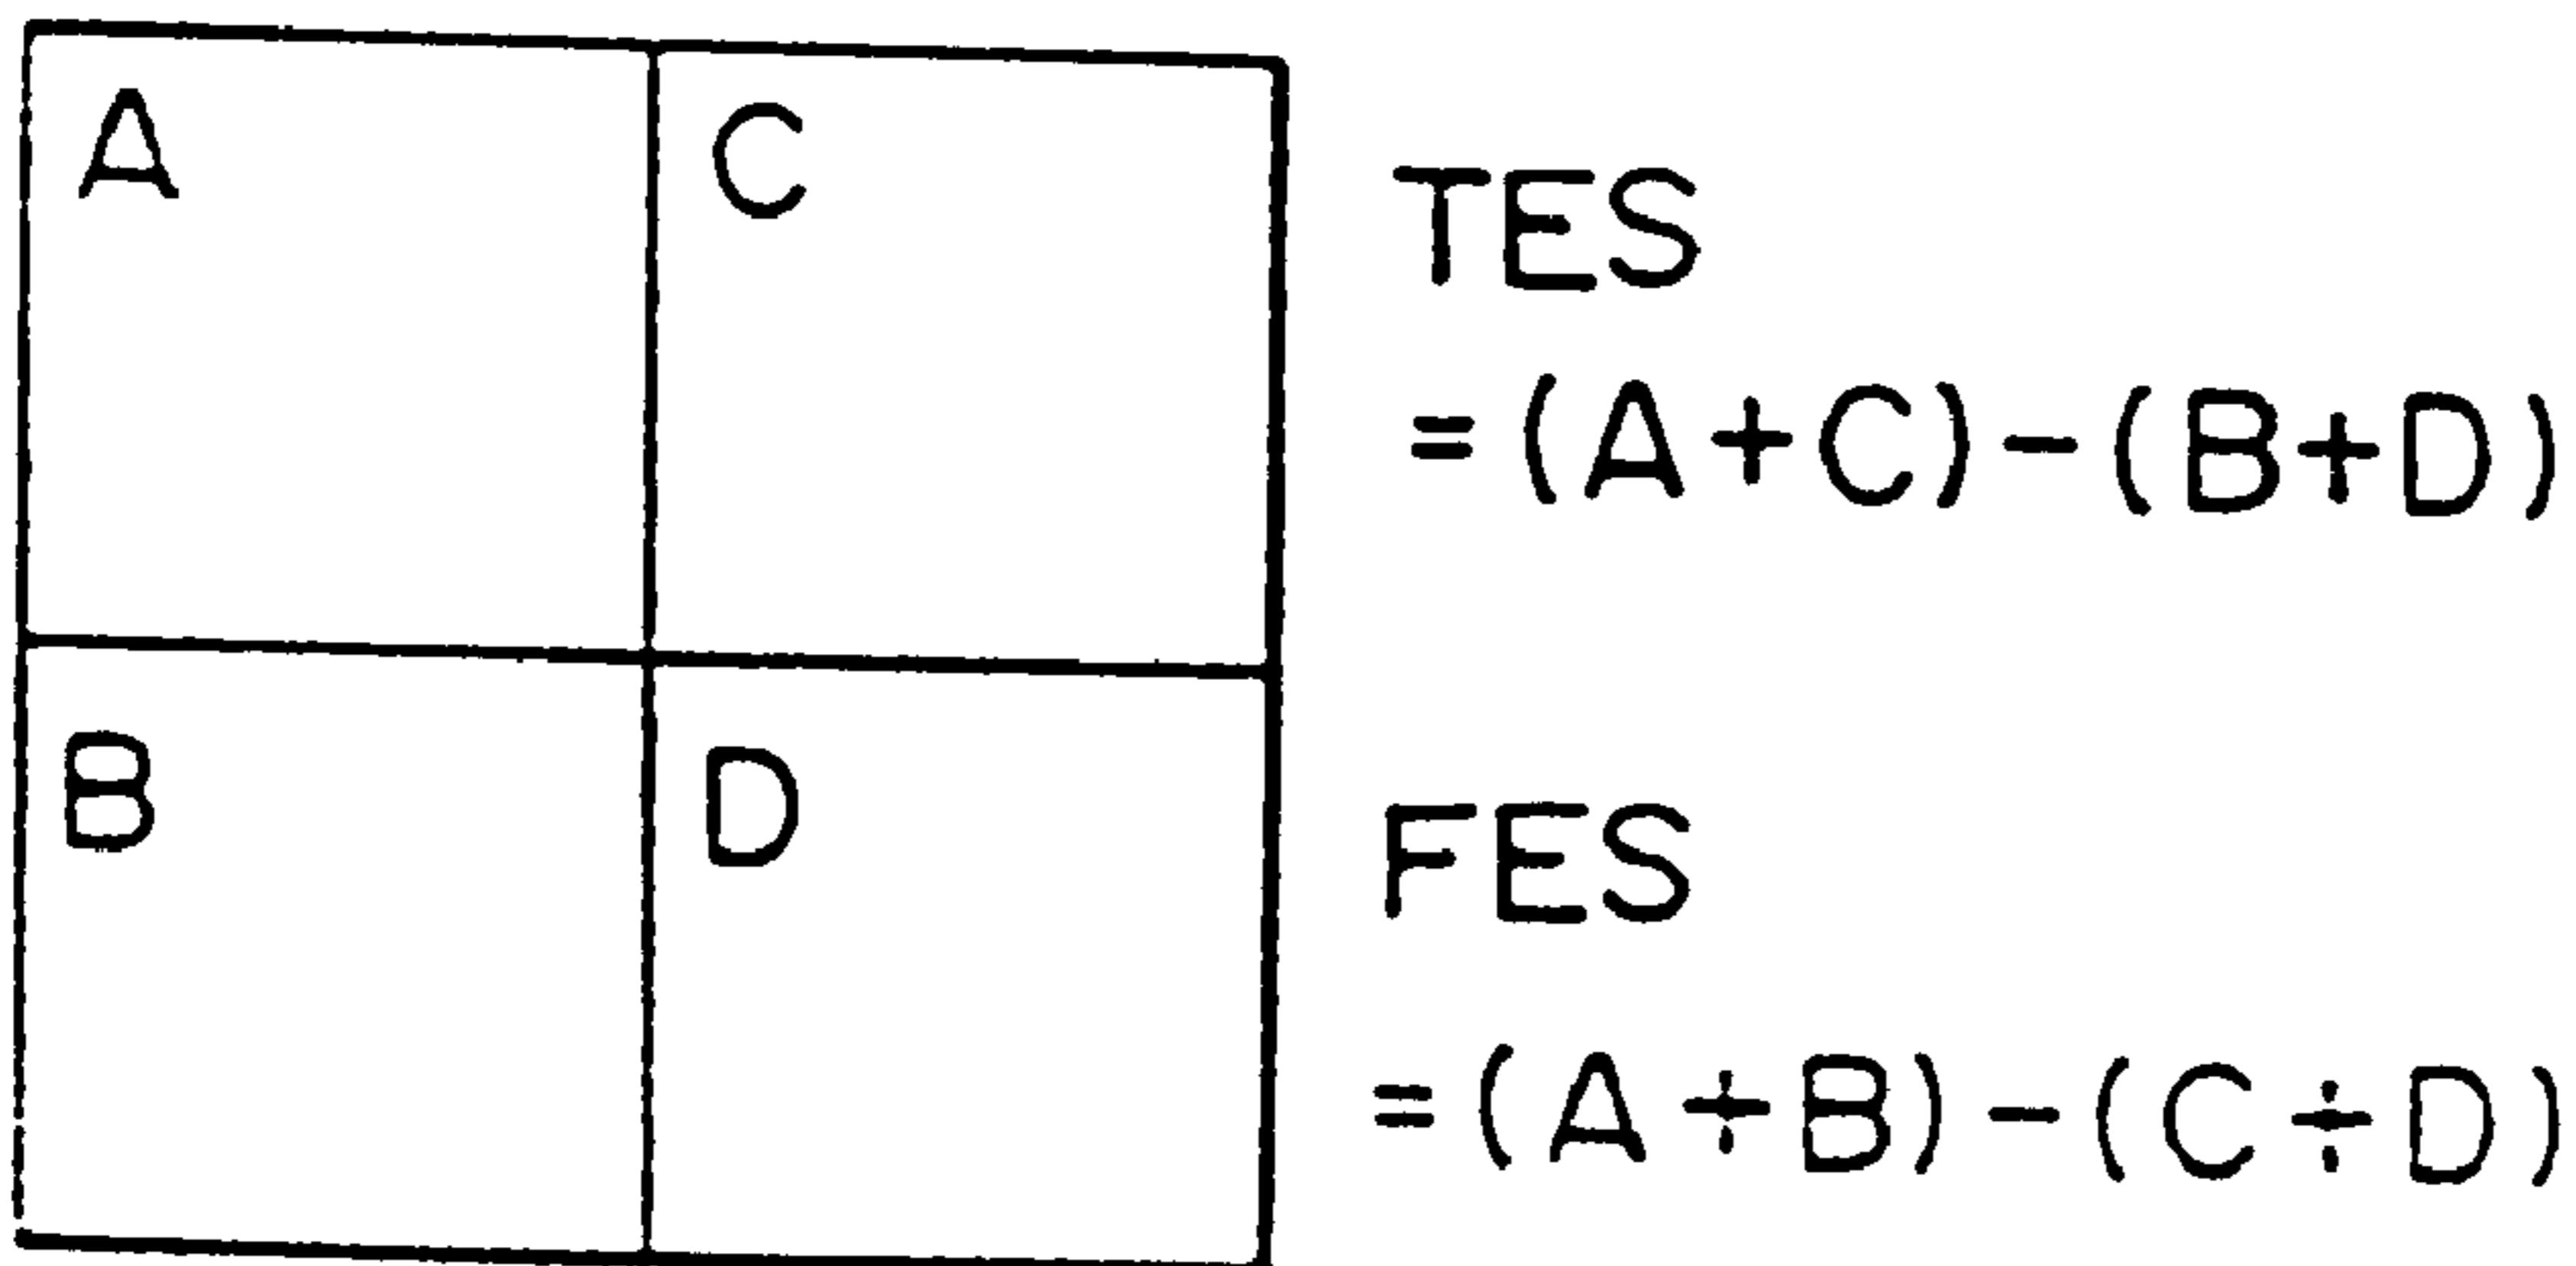 A C
B D
TES
=(A+C)-(B+D)
FES
=(A÷B)-(C÷D)